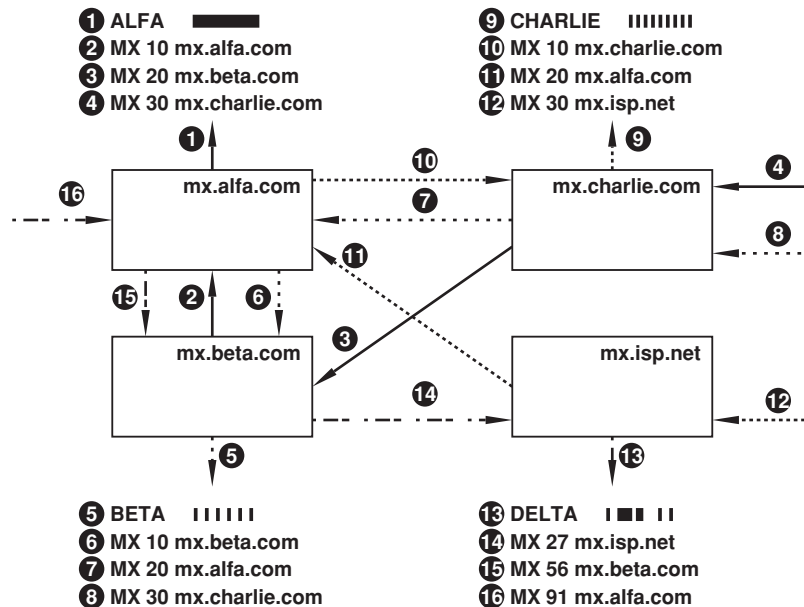 1 ALFA
2 MX 10 mx.alfa.com
3 MX 20 mx.beta.com
4 MX 30 mx.charlie.com
9 CHARLIE
10 MX 10 mx.charlie.com
11 MX 20 mx.alfa.com
12 MX 30 mx.isp.net
1
9
16
mx.alfa.com
10
mx.charlie.com
4
7
8
11
15
2
6
3
mx.beta.com
mx.isp.net
14
12
5
13
5 BETA
6 MX 10 mx.beta.com
7 MX 20 mx.alfa.com
8 MX 30 mx.charlie.com
13 DELTA
14 MX 27 mx.isp.net
15 MX 56 mx.beta.com
16 MX 91 mx.alfa.com